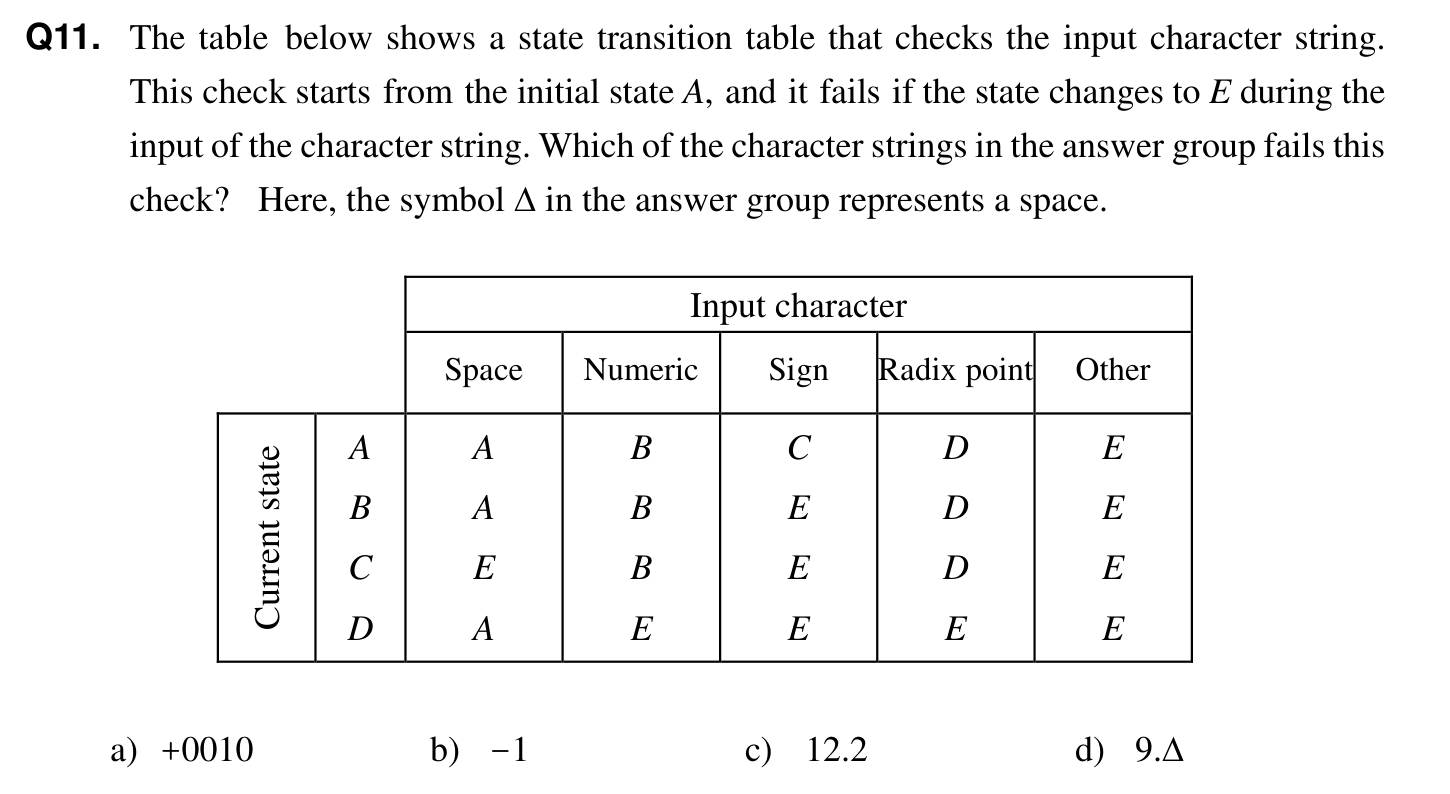 Q11. The table below shows a state transition table that checks the input character string.
This check starts from the initial state A, and it fails if the state changes to E during the
input of the character string. Which of the character strings in the answer group fails this
check? Here, the symbol Δ in the answer group represents a space.
Input character
Space Numeric Sign Radix point Other
Current state
A A B C D E
B A B E D E
C E B E D E
D A E E E E
a) +0010 b) −1 c) 12.2 d) 9.Δ